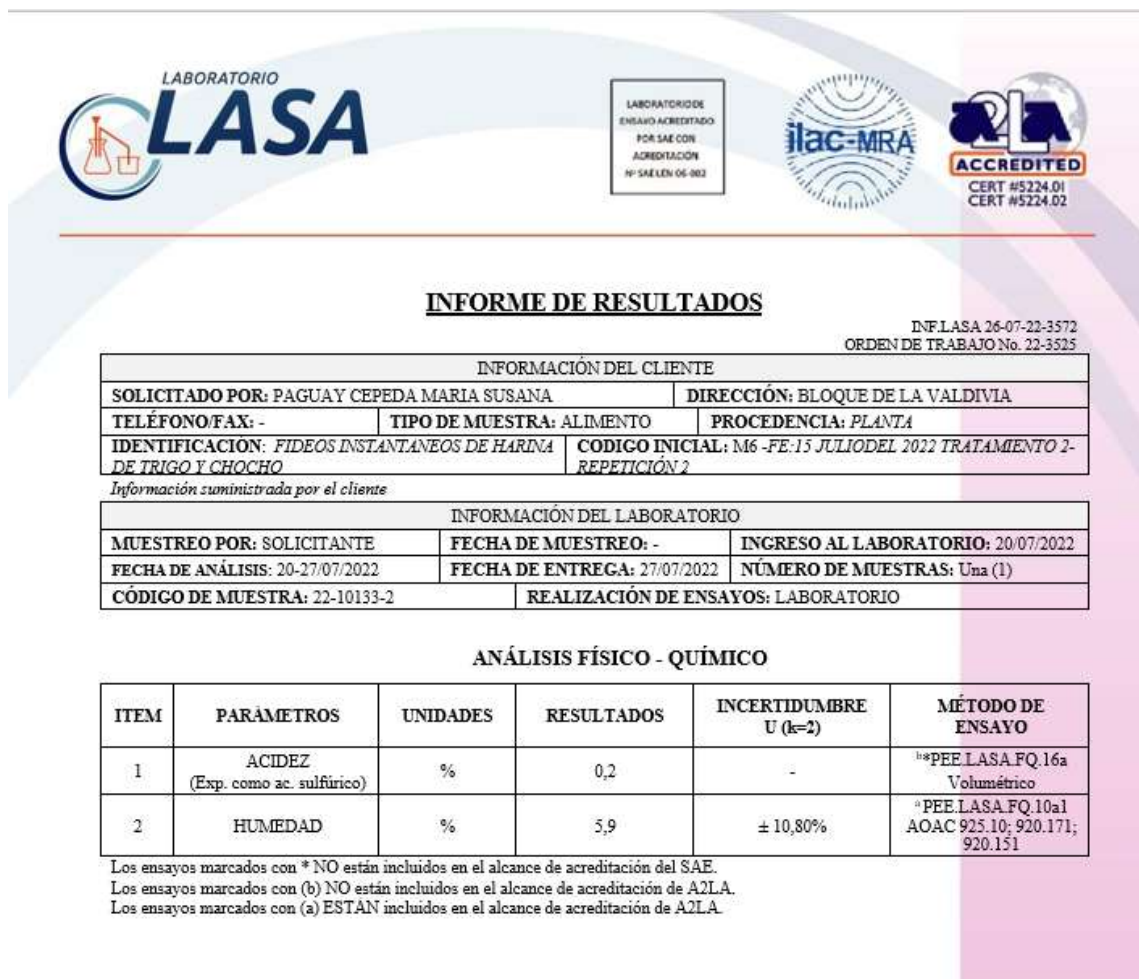 LABORATORIO
LASA
LABORATORIO DE
ENSAYO ACREDITADO
POR SAE CON
ACREDITACIÓN
Nº SAE LEN 06-002
ilac-MRA
A2LA
ACCREDITED
CERT #5224.01
CERT #5224.02
INFORME DE RESULTADOS
INF.LASA 26-07-22-3572
ORDEN DE TRABAJO No. 22-3525
INFORMACIÓN DEL CLIENTE
SOLICITADO POR: PAGUAY CEPEDA MARIA SUSANA DIRECCIÓN: BLOQUE DE LA VALDIVIA
TELÉFONO/FAX: - TIPO DE MUESTRA: ALIMENTO PROCEDENCIA: PLANTA
IDENTIFICACIÓN: FIDEOS INSTANTANEOS DE HARINA DE TRIGO Y CHOCHO
CODIGO INICIAL: M6 -FE:15 JULIODEL 2022 TRATAMIENTO 2-REPETICIÓN 2
Información suministrada por el cliente
INFORMACIÓN DEL LABORATORIO
MUESTREO POR: SOLICITANTE FECHA DE MUESTREO: - INGRESO AL LABORATORIO: 20/07/2022
FECHA DE ANÁLISIS: 20-27/07/2022 FECHA DE ENTREGA: 27/07/2022 NÚMERO DE MUESTRAS: Una (1)
CÓDIGO DE MUESTRA: 22-10133-2 REALIZACIÓN DE ENSAYOS: LABORATORIO
ANÁLISIS FÍSICO - QUÍMICO
ITEM PARÁMETROS UNIDADES RESULTADOS INCERTIDUMBRE U (k=2) MÉTODO DE ENSAYO
1 ACIDEZ (Exp. como ac. sulfúrico) % 0,2 - b*PEE.LASA.FQ.16a Volumétrico
2 HUMEDAD % 5,9 ± 10,80% a PEE.LASA.FQ.10a1 AOAC 925.10; 920.171; 920.151
Los ensayos marcados con * NO están incluidos en el alcance de acreditación del SAE.
Los ensayos marcados con (b) NO están incluidos en el alcance de acreditación de A2LA.
Los ensayos marcados con (a) ESTÁN incluidos en el alcance de acreditación de A2LA.